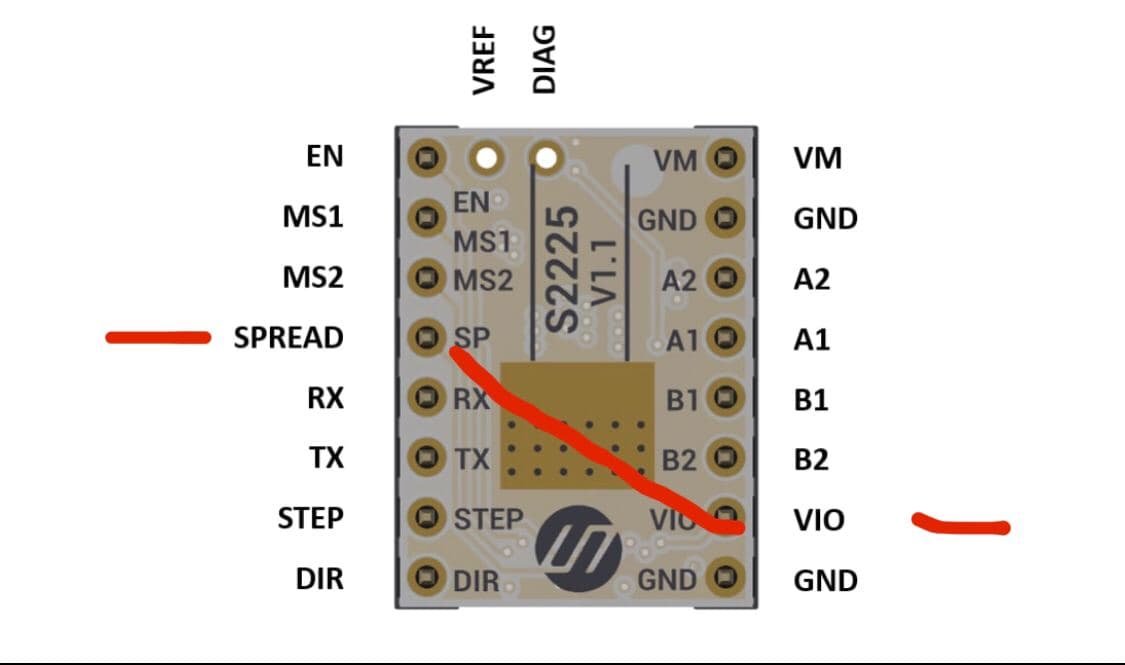 VREF DIAG
EN VM VM
MS1 EN GND GND
MS1
MS2 MS2 A2 A2
SPREAD SP A1 A1
RX RX B1 B1
TX TX B2 B2
STEP STEP VIO VIO
DIR DIR GND GND
S2225
V1.1